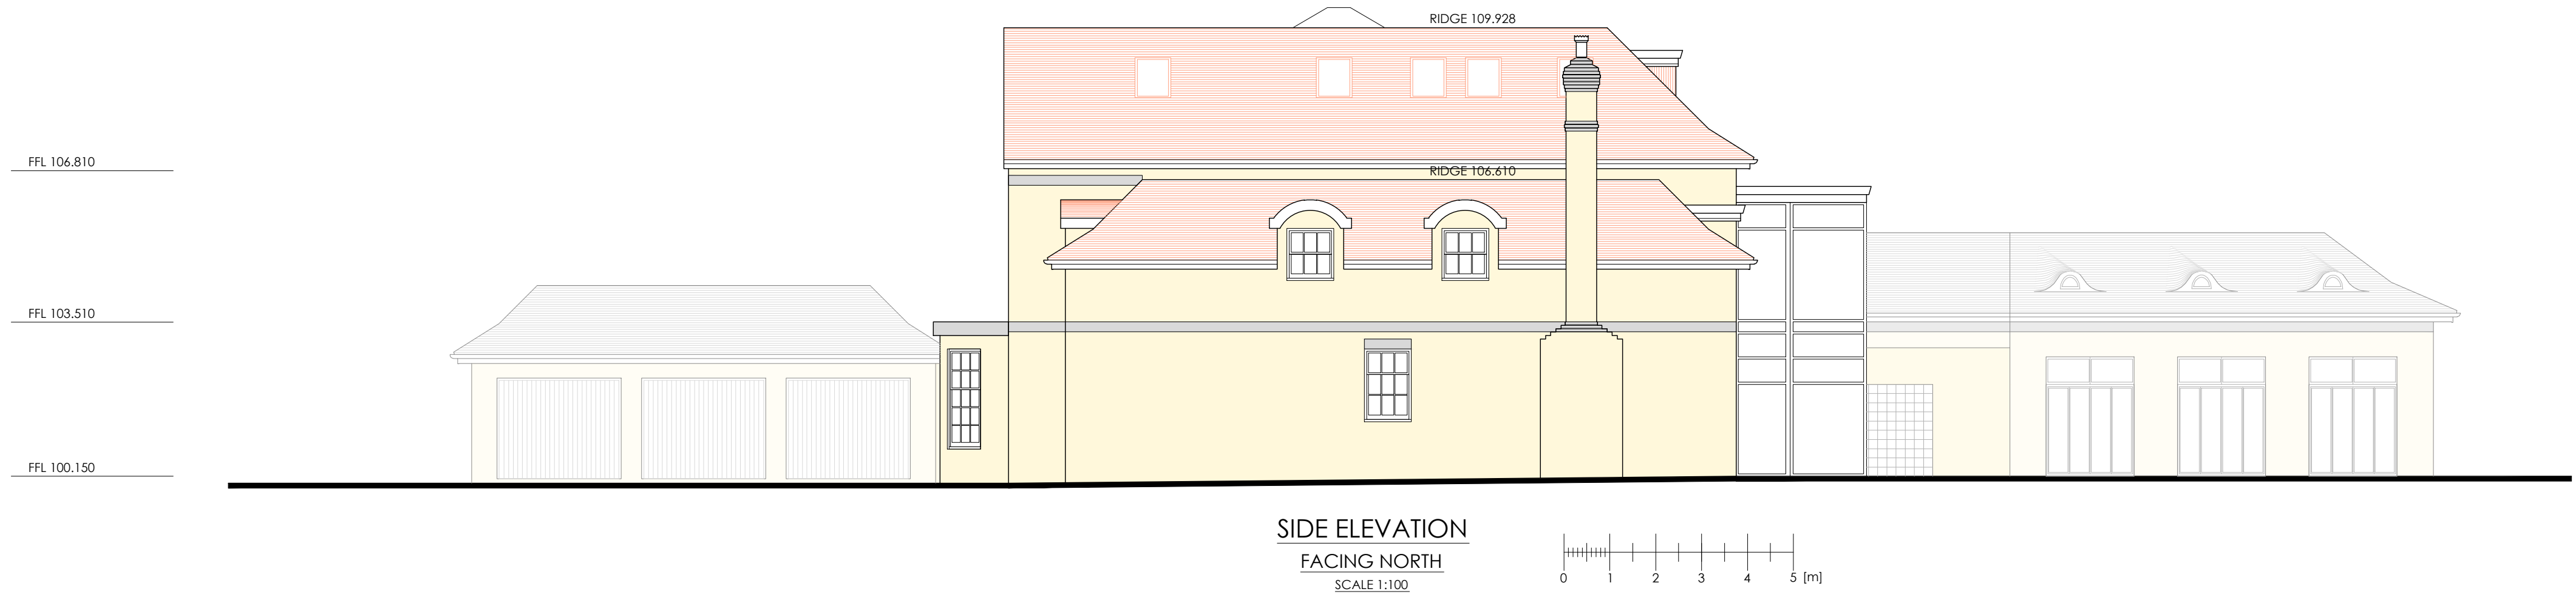 RIDGE 109.928
FFL 106.810
RIDGE 106.610
FFL 103.510
FFL 100.150
SIDE ELEVATION
FACING NORTH
SCALE 1:100
0 1 2 3 4 5 [m]